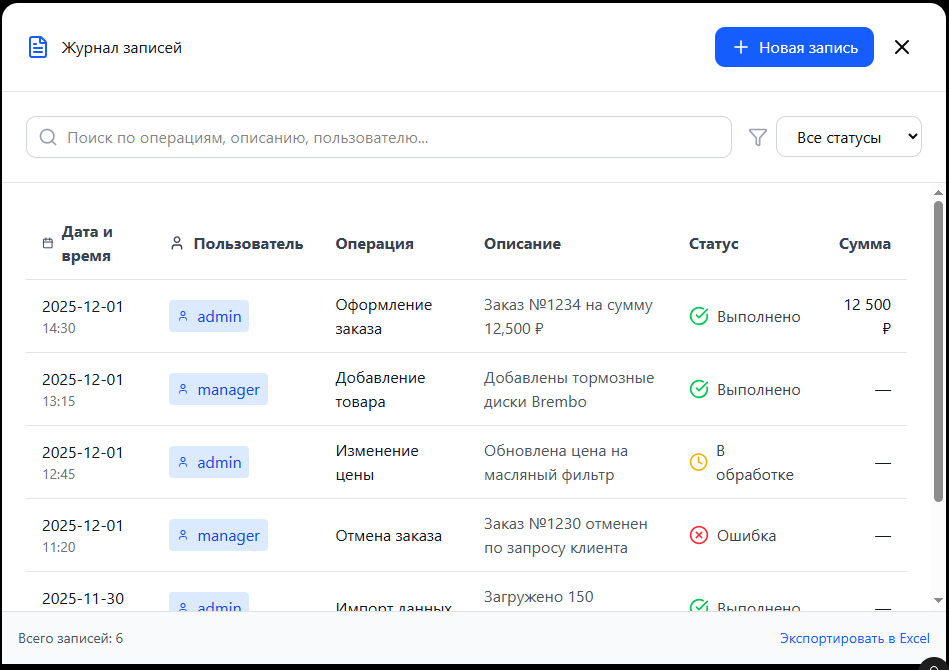 Журнал записей
Новая запись
Поиск по операциям, описанию, пользователю...
Все статусы
Дата и время
Пользователь
Операция
Описание
Статус
Сумма
2025-12-01
14:30
admin
Оформление
заказа
Заказ №1234 на сумму
12,500 ₽
Выполнено
12 500
₽
2025-12-01
13:15
manager
Добавление
товара
Добавлены тормозные
диски Brembo
Выполнено
—
2025-12-01
12:45
admin
Изменение
цены
Обновлена цена на
масляный фильтр
В
обработке
—
2025-12-01
11:20
manager
Отмена заказа
Заказ №1230 отменен
по запросу клиента
Ошибка
—
2025-11-30
admin
Импорт данных
Загружено 150
Выполнено
—
Всего записей: 6
Экспортировать в Excel